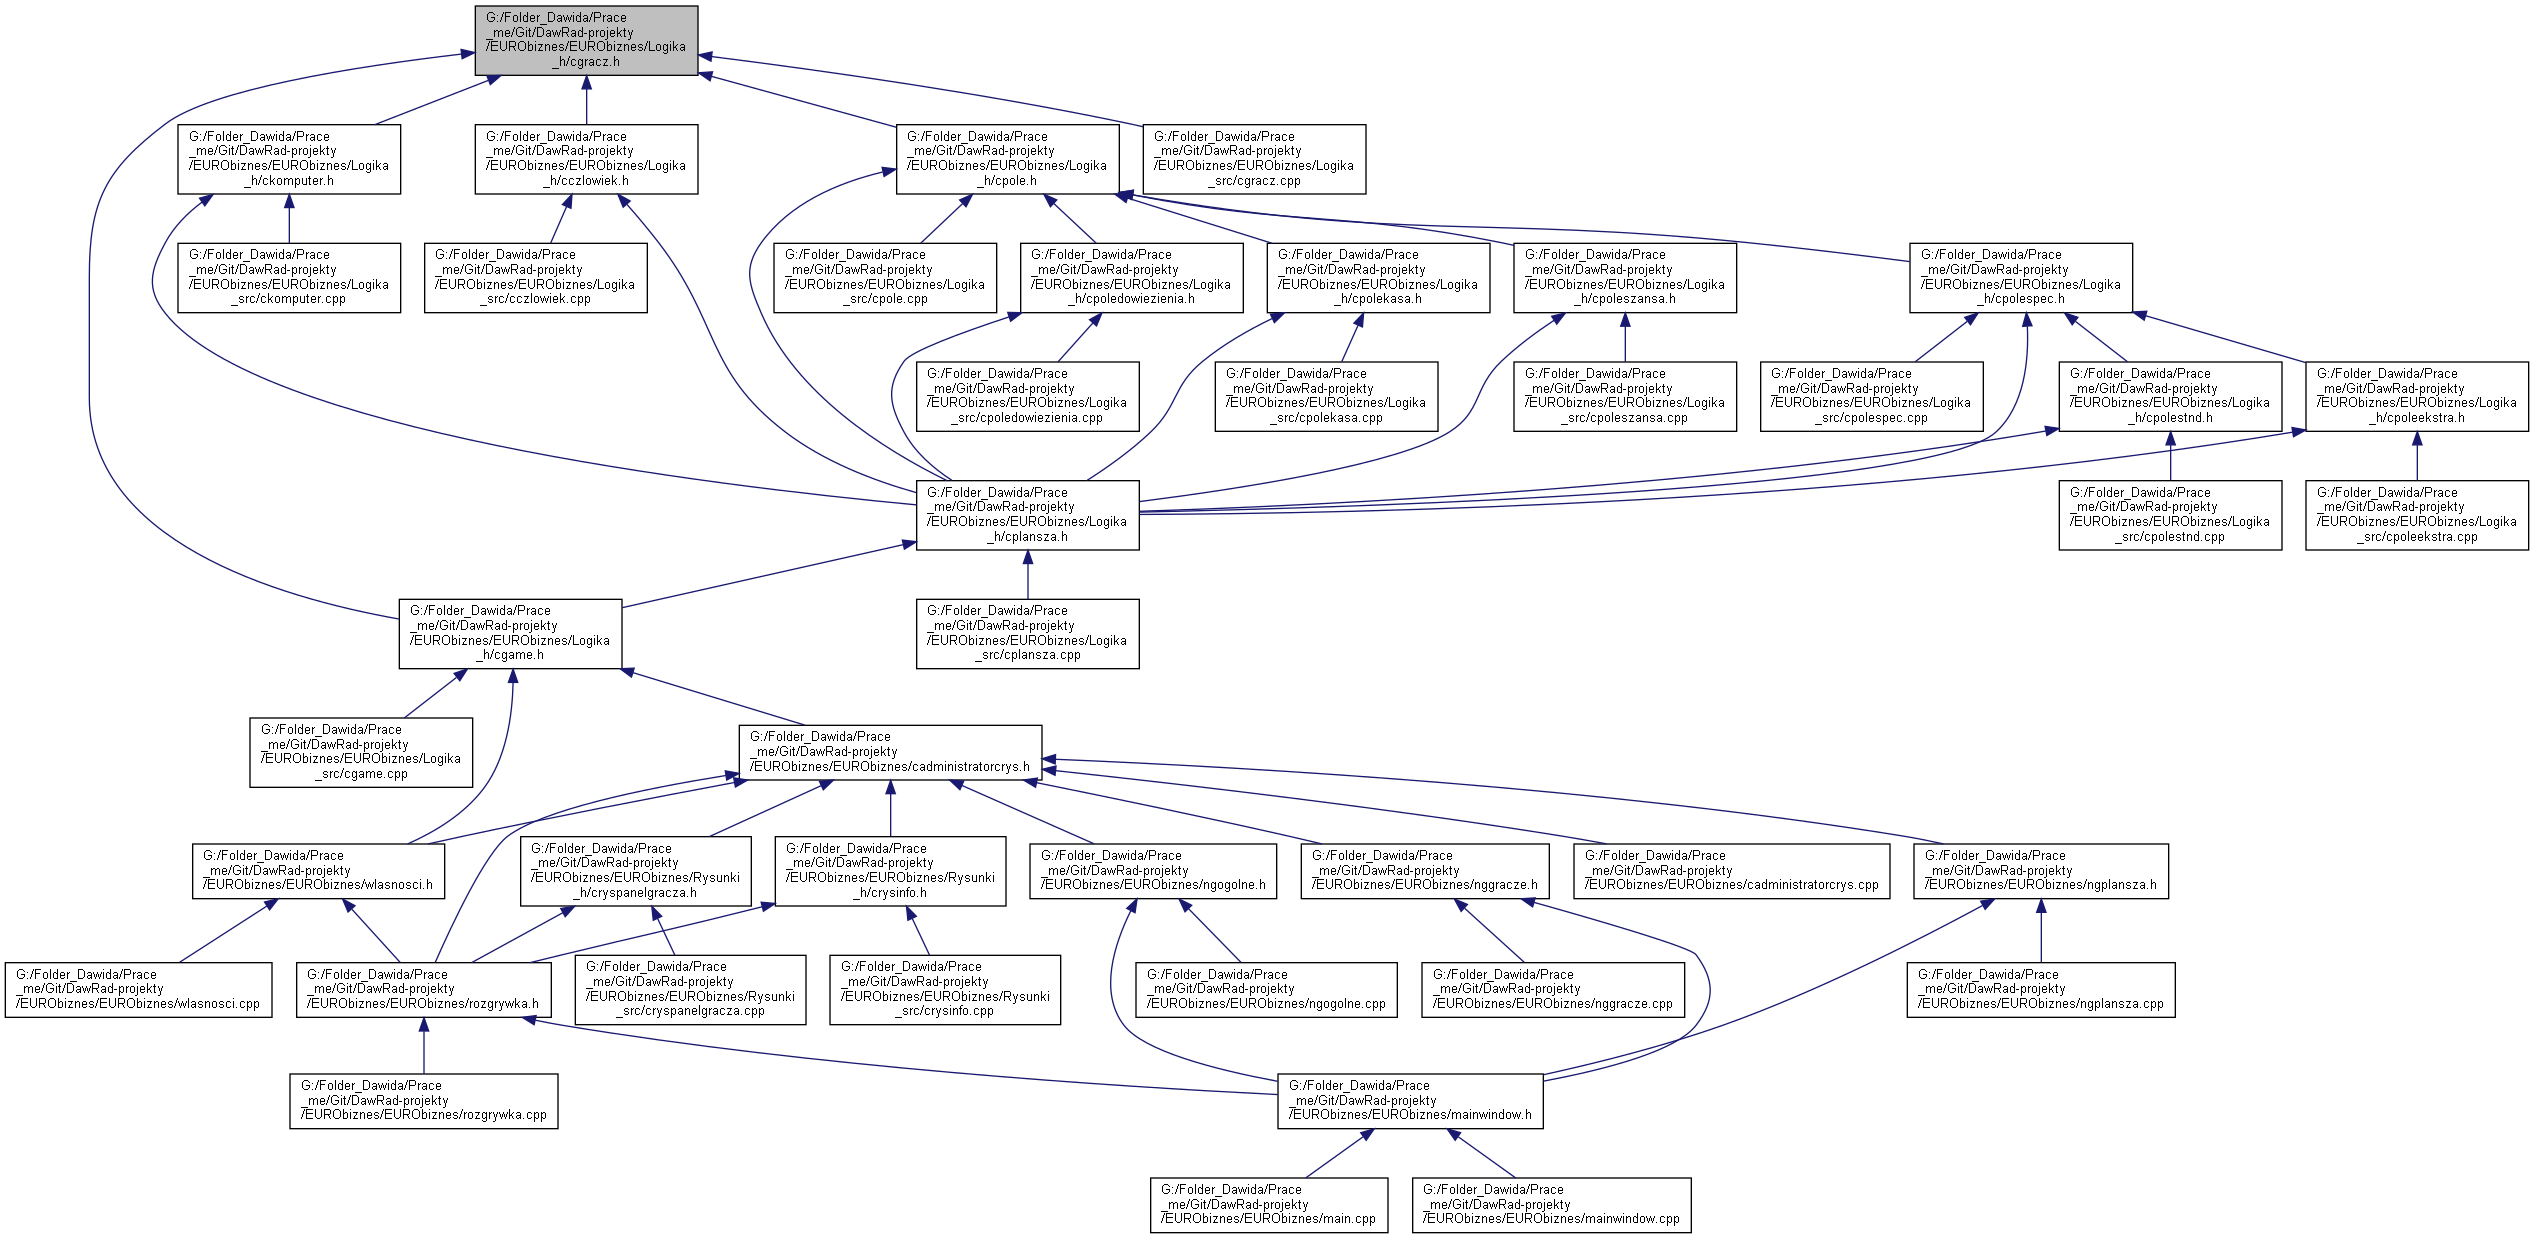 G:/Folder_Dawida/Prace
_me/Git/DawRad-projekty
/EURObiznes/EURObiznes/Logika
_h/cgracz.h
G:/Folder_Dawida/Prace
_me/Git/DawRad-projekty
/EURObiznes/EURObiznes/Logika
_h/ckomputer.h
G:/Folder_Dawida/Prace
_me/Git/DawRad-projekty
/EURObiznes/EURObiznes/Logika
_h/cczlowiek.h
G:/Folder_Dawida/Prace
_me/Git/DawRad-projekty
/EURObiznes/EURObiznes/Logika
_h/cpole.h
G:/Folder_Dawida/Prace
_me/Git/DawRad-projekty
/EURObiznes/EURObiznes/Logika
_src/cgracz.cpp
G:/Folder_Dawida/Prace
_me/Git/DawRad-projekty
/EURObiznes/EURObiznes/Logika
_src/ckomputer.cpp
G:/Folder_Dawida/Prace
_me/Git/DawRad-projekty
/EURObiznes/EURObiznes/Logika
_src/cczlowiek.cpp
G:/Folder_Dawida/Prace
_me/Git/DawRad-projekty
/EURObiznes/EURObiznes/Logika
_src/cpole.cpp
G:/Folder_Dawida/Prace
_me/Git/DawRad-projekty
/EURObiznes/EURObiznes/Logika
_h/cpoledowiezienia.h
G:/Folder_Dawida/Prace
_me/Git/DawRad-projekty
/EURObiznes/EURObiznes/Logika
_h/cpolekasa.h
G:/Folder_Dawida/Prace
_me/Git/DawRad-projekty
/EURObiznes/EURObiznes/Logika
_h/cpoleszansa.h
G:/Folder_Dawida/Prace
_me/Git/DawRad-projekty
/EURObiznes/EURObiznes/Logika
_h/cpolespec.h
G:/Folder_Dawida/Prace
_me/Git/DawRad-projekty
/EURObiznes/EURObiznes/Logika
_src/cpoledowiezienia.cpp
G:/Folder_Dawida/Prace
_me/Git/DawRad-projekty
/EURObiznes/EURObiznes/Logika
_src/cpolekasa.cpp
G:/Folder_Dawida/Prace
_me/Git/DawRad-projekty
/EURObiznes/EURObiznes/Logika
_src/cpoleszansa.cpp
G:/Folder_Dawida/Prace
_me/Git/DawRad-projekty
/EURObiznes/EURObiznes/Logika
_src/cpolespec.cpp
G:/Folder_Dawida/Prace
_me/Git/DawRad-projekty
/EURObiznes/EURObiznes/Logika
_h/cpolestnd.h
G:/Folder_Dawida/Prace
_me/Git/DawRad-projekty
/EURObiznes/EURObiznes/Logika
_h/cpoleekstra.h
G:/Folder_Dawida/Prace
_me/Git/DawRad-projekty
/EURObiznes/EURObiznes/Logika
_h/cplansza.h
G:/Folder_Dawida/Prace
_me/Git/DawRad-projekty
/EURObiznes/EURObiznes/Logika
_src/cpolestnd.cpp
G:/Folder_Dawida/Prace
_me/Git/DawRad-projekty
/EURObiznes/EURObiznes/Logika
_src/cpoleekstra.cpp
G:/Folder_Dawida/Prace
_me/Git/DawRad-projekty
/EURObiznes/EURObiznes/Logika
_h/cgame.h
G:/Folder_Dawida/Prace
_me/Git/DawRad-projekty
/EURObiznes/EURObiznes/Logika
_src/cplansza.cpp
G:/Folder_Dawida/Prace
_me/Git/DawRad-projekty
/EURObiznes/EURObiznes/Logika
_src/cgame.cpp
G:/Folder_Dawida/Prace
_me/Git/DawRad-projekty
/EURObiznes/EURObiznes/cadministratorcrys.h
G:/Folder_Dawida/Prace
_me/Git/DawRad-projekty
/EURObiznes/EURObiznes/wlasnosci.h
G:/Folder_Dawida/Prace
_me/Git/DawRad-projekty
/EURObiznes/EURObiznes/Rysunki
_h/cryspanelgracza.h
G:/Folder_Dawida/Prace
_me/Git/DawRad-projekty
/EURObiznes/EURObiznes/Rysunki
_h/crysinfo.h
G:/Folder_Dawida/Prace
_me/Git/DawRad-projekty
/EURObiznes/EURObiznes/ngogolne.h
G:/Folder_Dawida/Prace
_me/Git/DawRad-projekty
/EURObiznes/EURObiznes/nggracze.h
G:/Folder_Dawida/Prace
_me/Git/DawRad-projekty
/EURObiznes/EURObiznes/cadministratorcrys.cpp
G:/Folder_Dawida/Prace
_me/Git/DawRad-projekty
/EURObiznes/EURObiznes/ngplansza.h
G:/Folder_Dawida/Prace
_me/Git/DawRad-projekty
/EURObiznes/EURObiznes/wlasnosci.cpp
G:/Folder_Dawida/Prace
_me/Git/DawRad-projekty
/EURObiznes/EURObiznes/rozgrywka.h
G:/Folder_Dawida/Prace
_me/Git/DawRad-projekty
/EURObiznes/EURObiznes/Rysunki
_src/cryspanelgracza.cpp
G:/Folder_Dawida/Prace
_me/Git/DawRad-projekty
/EURObiznes/EURObiznes/Rysunki
_src/crysinfo.cpp
G:/Folder_Dawida/Prace
_me/Git/DawRad-projekty
/EURObiznes/EURObiznes/ngogolne.cpp
G:/Folder_Dawida/Prace
_me/Git/DawRad-projekty
/EURObiznes/EURObiznes/nggracze.cpp
G:/Folder_Dawida/Prace
_me/Git/DawRad-projekty
/EURObiznes/EURObiznes/ngplansza.cpp
G:/Folder_Dawida/Prace
_me/Git/DawRad-projekty
/EURObiznes/EURObiznes/rozgrywka.cpp
G:/Folder_Dawida/Prace
_me/Git/DawRad-projekty
/EURObiznes/EURObiznes/mainwindow.h
G:/Folder_Dawida/Prace
_me/Git/DawRad-projekty
/EURObiznes/EURObiznes/main.cpp
G:/Folder_Dawida/Prace
_me/Git/DawRad-projekty
/EURObiznes/EURObiznes/mainwindow.cpp